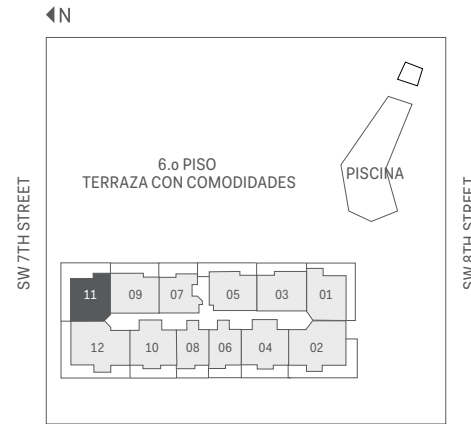 N
6.o PISO
TERRAZA CON COMODIDADES
PISCINA
SW 7TH STREET
SW 8TH STREET
11
09
07
05
03
01
12
10
08
06
04
02